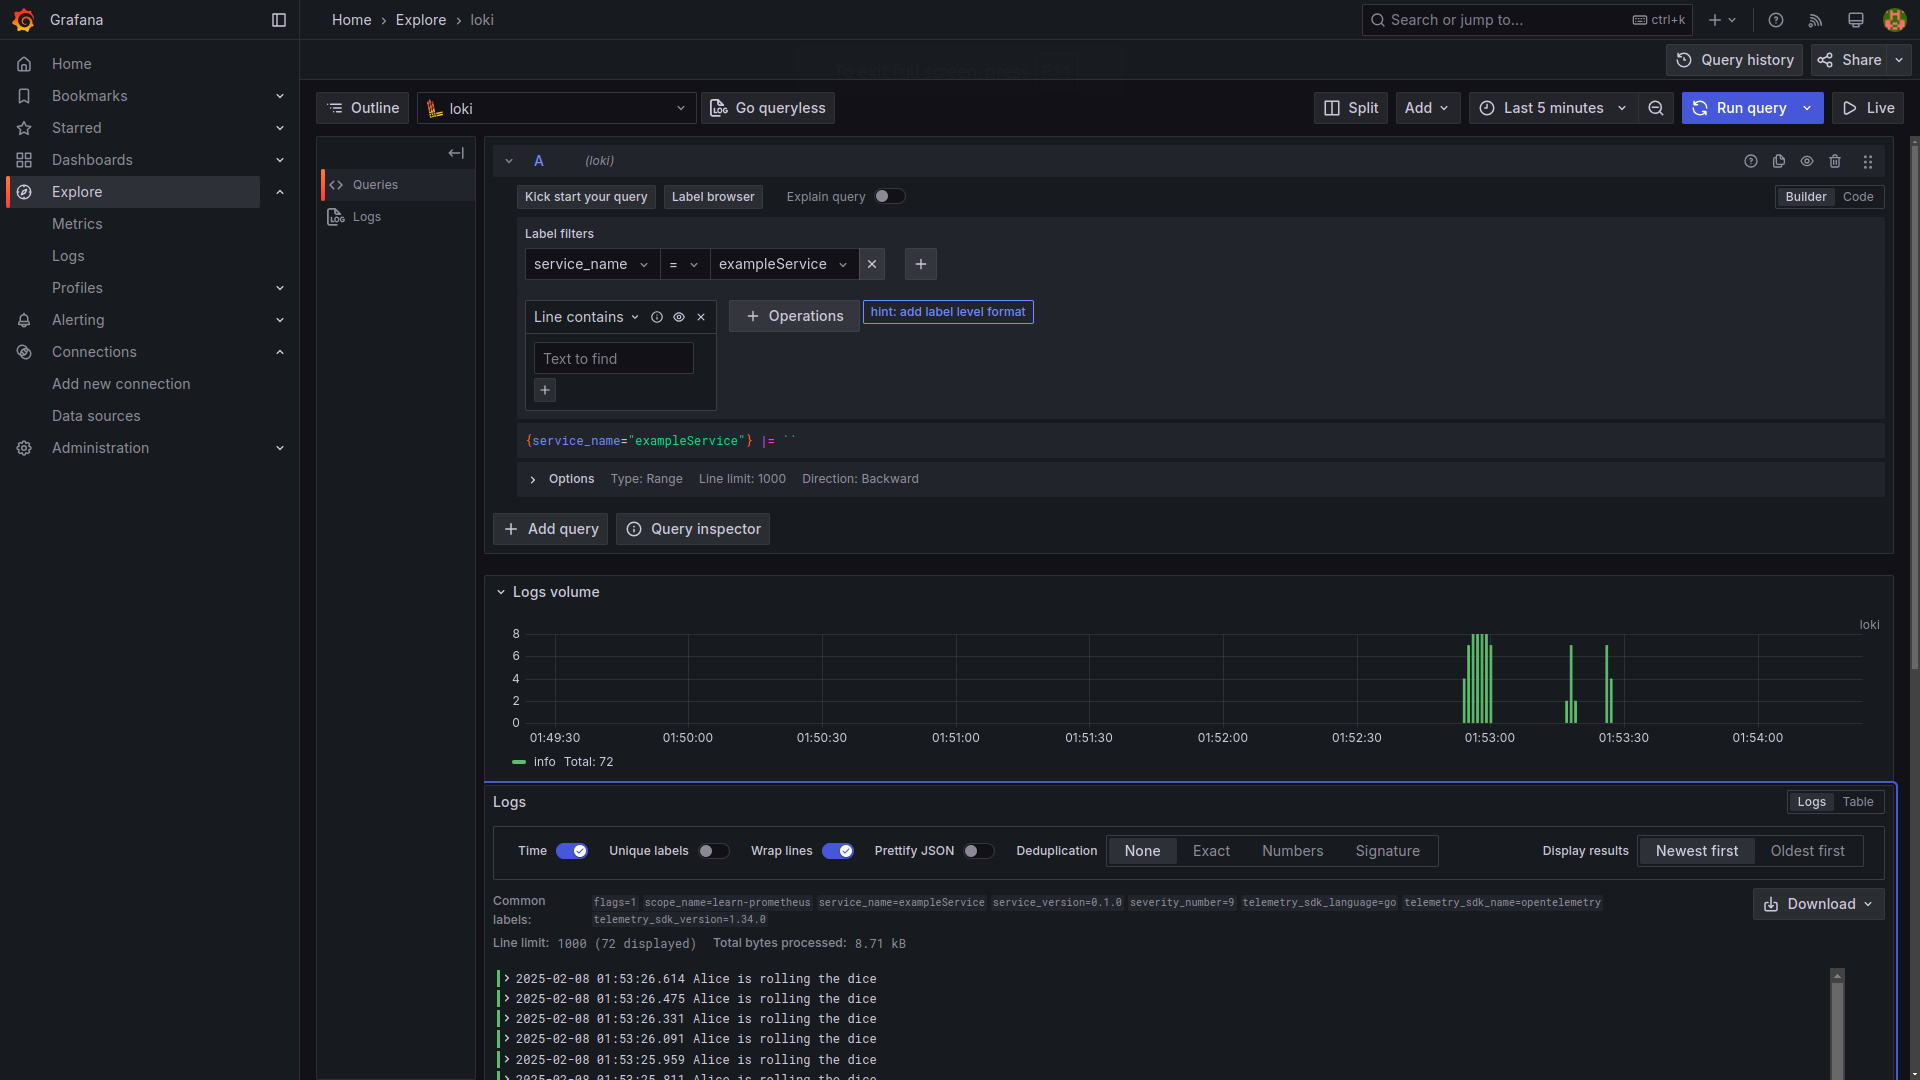 Grafana
Home › Explore › loki
Search or jump to... ctrl+k
Home
Bookmarks
Starred
Dashboards
Explore
Metrics
Logs
Profiles
Alerting
Connections
Add new connection
Data sources
Administration
Query history
Share
Outline
loki
Go queryless
Split
Add
Last 5 minutes
Run query
Live
Queries
Logs
A (loki)
Kick start your query
Label browser
Explain query
Builder
Code
Label filters
service_name = exampleService
Line contains
Operations
hint: add label level format
Text to find
{service_name="exampleService"} |= ``
Options Type: Range Line limit: 1000 Direction: Backward
Add query
Query inspector
Logs volume
loki
8
6
4
2
0
01:49:30 01:50:00 01:50:30 01:51:00 01:51:30 01:52:00 01:52:30 01:53:00 01:53:30 01:54:00
info Total: 72
Logs
Logs Table
Time Unique labels Wrap lines Prettify JSON Deduplication None Exact Numbers Signature Display results Newest first Oldest first
Common labels: flags=1 scope_name=learn-prometheus service_name=exampleService service_version=0.1.0 severity_number=9 telemetry_sdk_language=go telemetry_sdk_name=opentelemetry
telemetry_sdk_version=1.34.0
Download
Line limit: 1000 (72 displayed) Total bytes processed: 8.71 kB
2025-02-08 01:53:26.614 Alice is rolling the dice
2025-02-08 01:53:26.475 Alice is rolling the dice
2025-02-08 01:53:26.331 Alice is rolling the dice
2025-02-08 01:53:26.091 Alice is rolling the dice
2025-02-08 01:53:25.959 Alice is rolling the dice
2025-02-08 01:53:25.811 Alice is rolling the dice